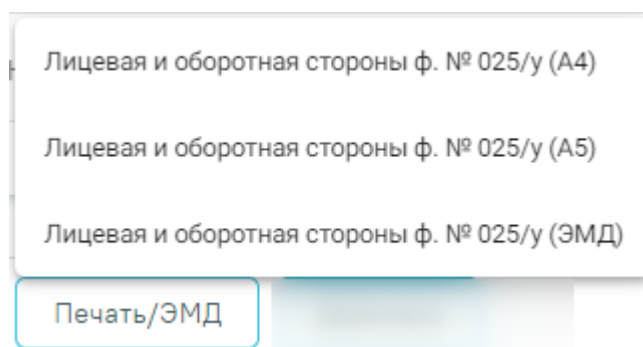 Лицевая и оборотная стороны ф. № 025/у (А4)
Лицевая и оборотная стороны ф. № 025/у (А5)
Лицевая и оборотная стороны ф. № 025/у (ЭМД)
Печать/ЭМД